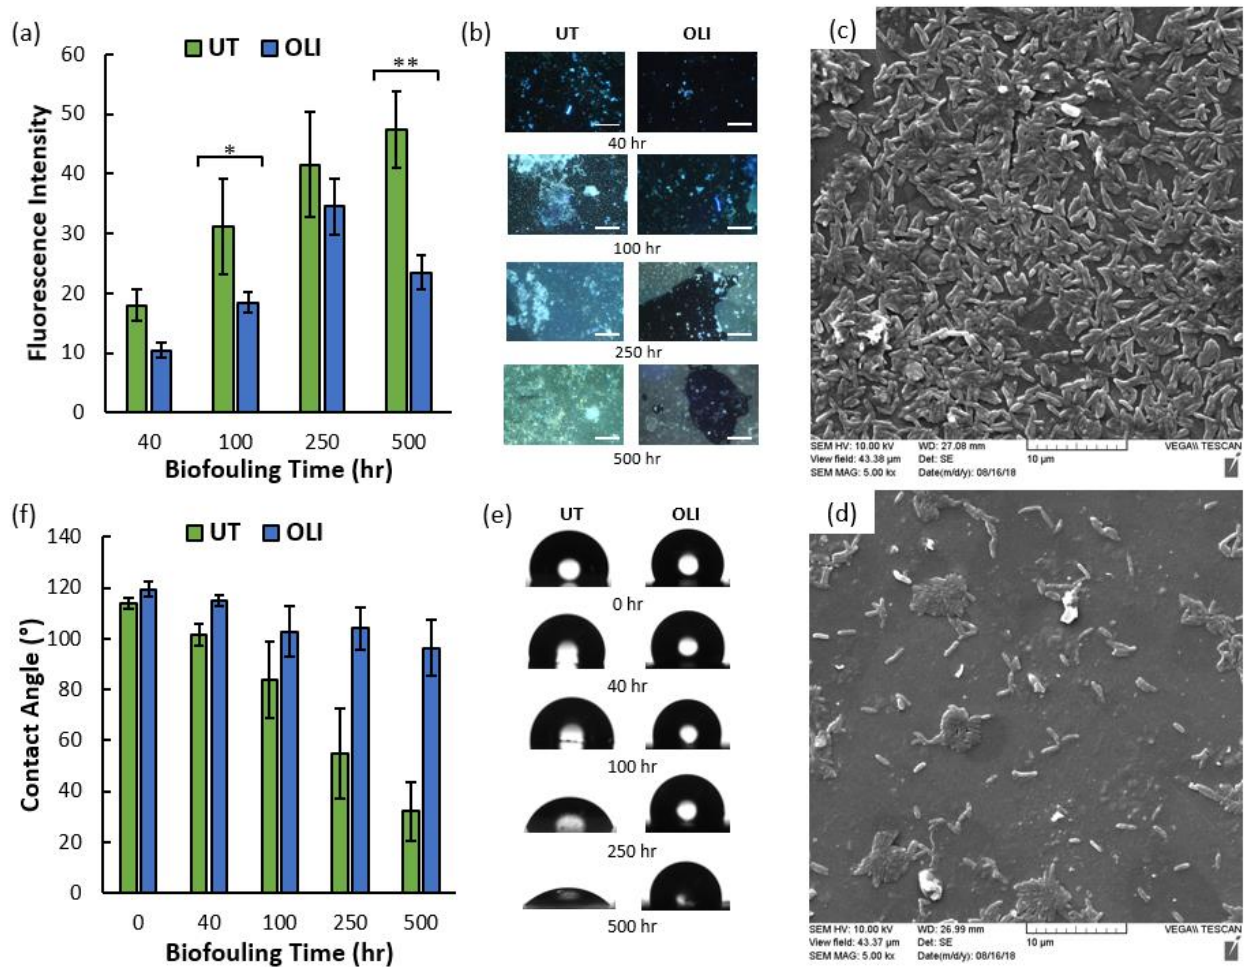 (a)
UT OLI
60
50
40
30
20
10
0
Fluorescence Intensity
*
**
40 100 250 500
Biofouling Time (hr)
(b)
UT OLI
40 hr
100 hr
250 hr
500 hr
(c)
SEM HV: 10.00 kV WD: 27.08 mm VEGA\\ TESCAN
View field: 43.38 µm Det: SE 10 µm
SEM MAG: 5.00 kx Date(m/d/y): 08/16/18
(f)
UT OLI
140
120
100
80
60
40
20
0
Contact Angle (°)
0 40 100 250 500
Biofouling Time (hr)
(e)
UT OLI
0 hr
40 hr
100 hr
250 hr
500 hr
(d)
SEM HV: 10.00 kV WD: 26.99 mm VEGA\\ TESCAN
View field: 43.37 µm Det: SE 10 µm
SEM MAG: 5.00 kx Date(m/d/y): 08/16/18